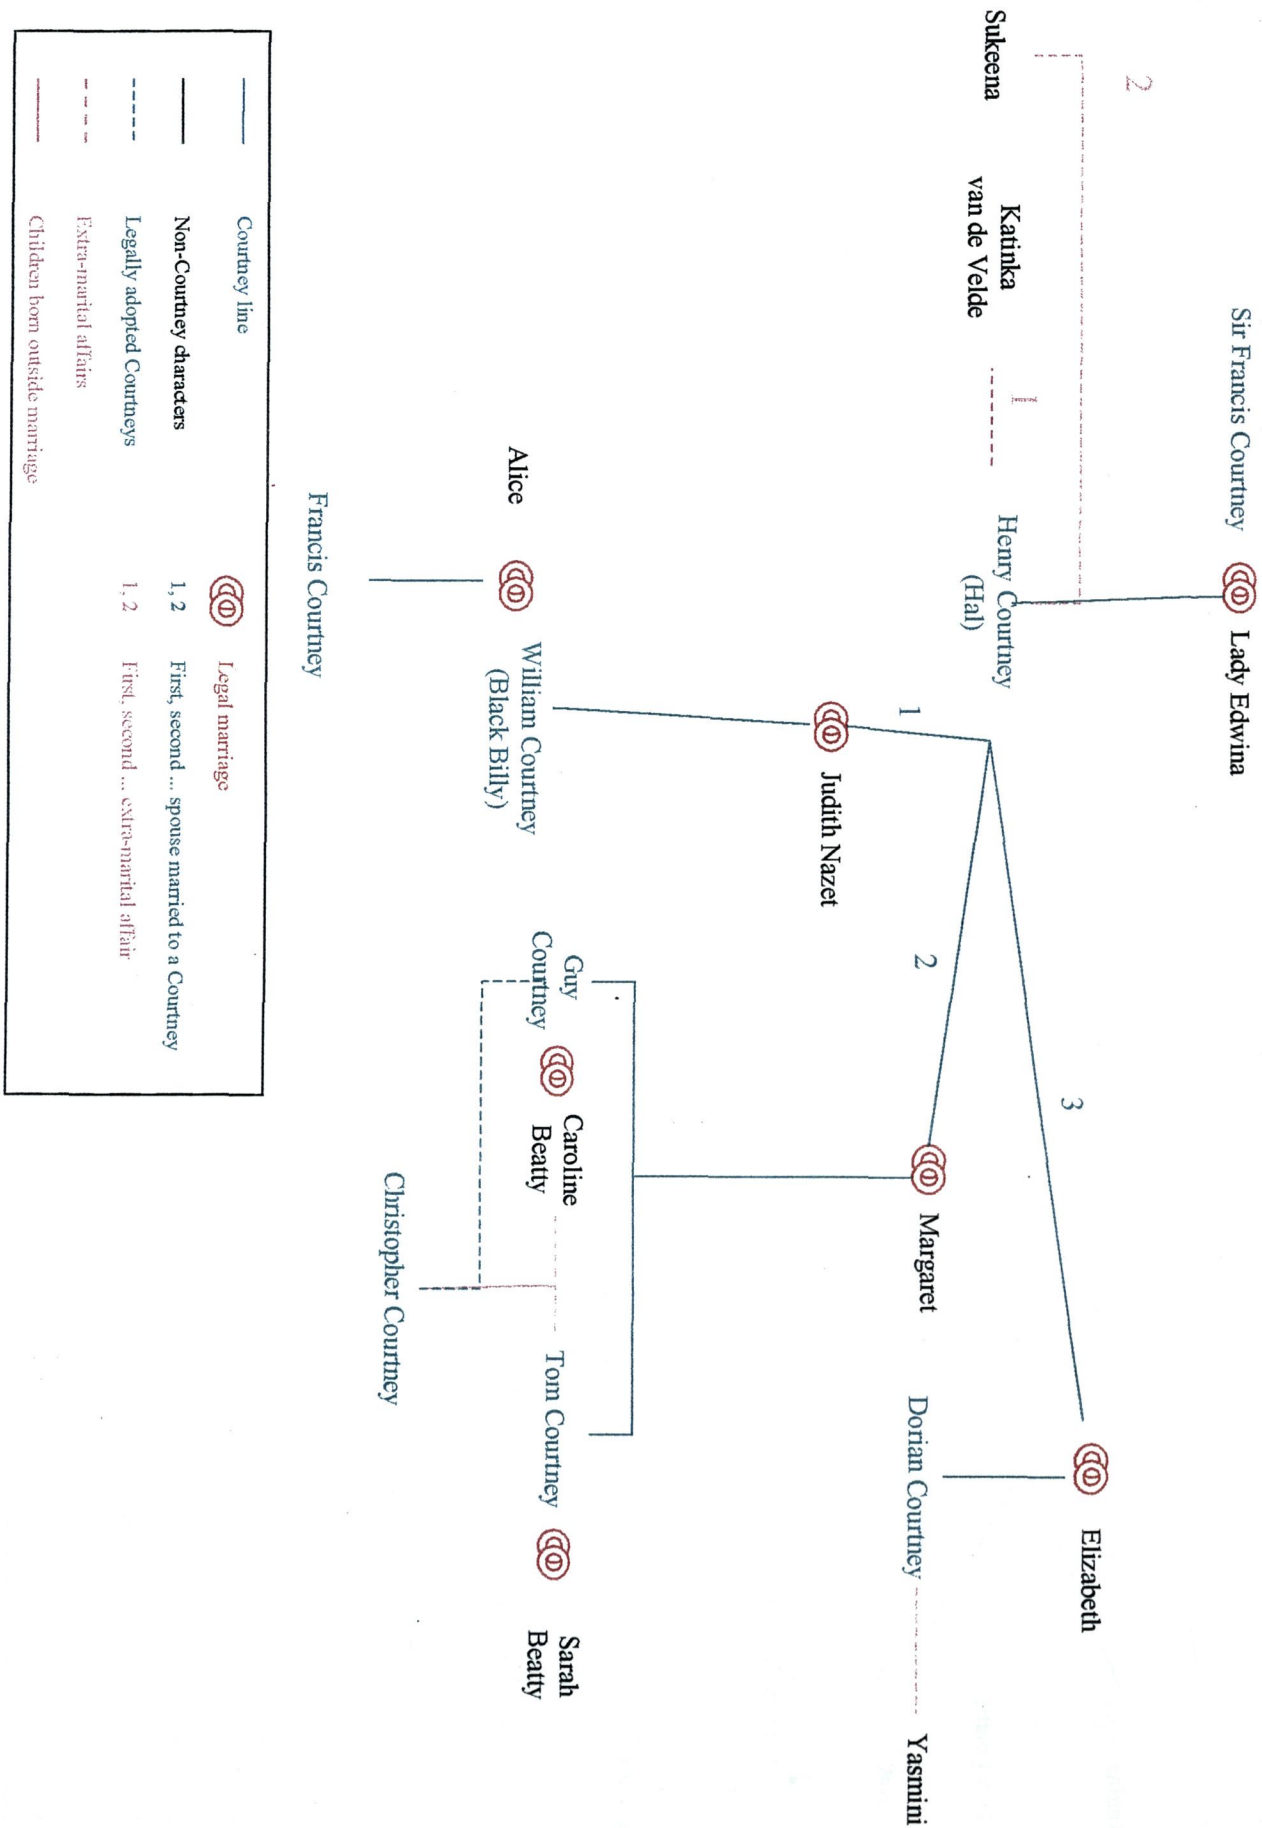 Sir Francis Courtney
Lady Edwina
2
Sukeena
Katinka
van de Velde
1
Henry Courtney
(Hal)
1
2
3
Judith Nazet
Margaret
Elizabeth
Dorian Courtney
Yasmini
Alice
William Courtney
(Black Billy)
Guy
Courtney
Caroline
Beatty
Tom Courtney
Sarah
Beatty
Francis Courtney
Christopher Courtney
Courtney line
Non-Courtney characters
Legally adopted Courtneys
Extra-marital affairs
Children born outside marriage
Legal marriage
1, 2 First, second ... spouse married to a Courtney
1, 2 First, second ... extra-marital affair